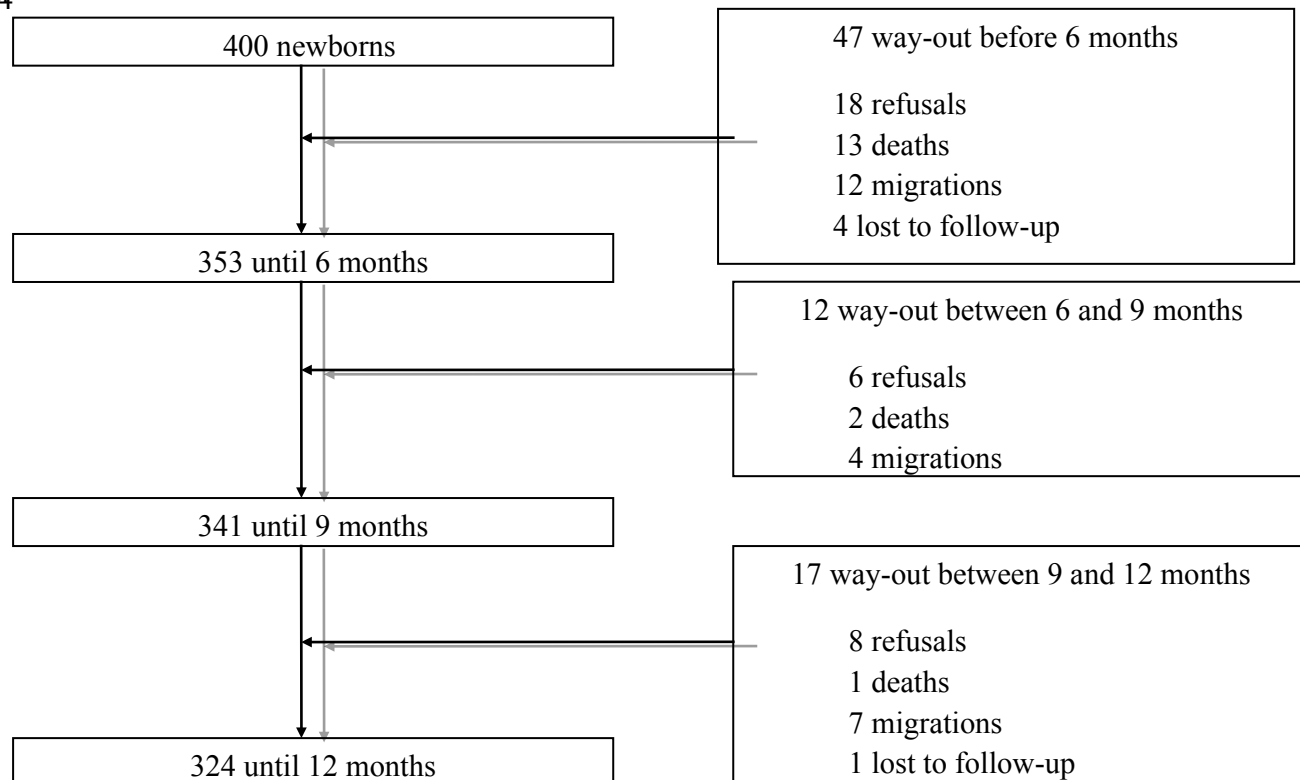 400 newborns
47 way-out before 6 months
18 refusals
13 deaths
12 migrations
4 lost to follow-up
353 until 6 months
12 way-out between 6 and 9 months
6 refusals
2 deaths
4 migrations
341 until 9 months
17 way-out between 9 and 12 months
8 refusals
1 deaths
7 migrations
1 lost to follow-up
324 until 12 months